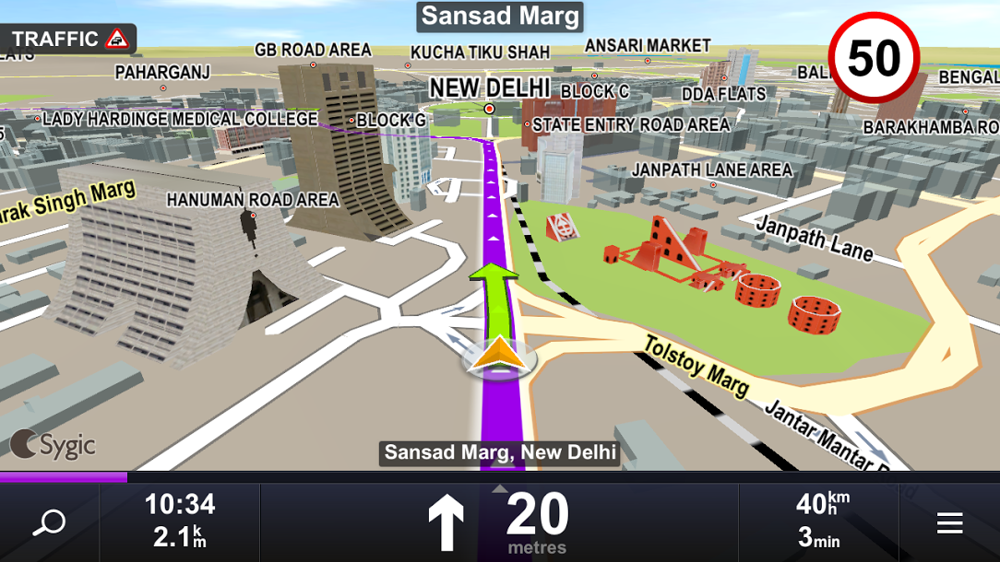 Sansad Marg
TRAFFIC
50
GB ROAD AREA
KUCHA TIKU SHAH
ANSARI MARKET
PAHARGANJ
NEW DELHI
BLOCK C
DDA FLATS
BENGAL
LADY HARDINGE MEDICAL COLLEGE
BLOCK G
STATE ENTRY ROAD AREA
BARAKHAMBA RO
JANPATH LANE AREA
HANUMAN ROAD AREA
Singh Marg
Janpath Lane
Tolstoy Marg
Jantar Mantar
Sygic
Sansad Marg, New Delhi
10:34
2.1km
20
metres
40km/h
3min